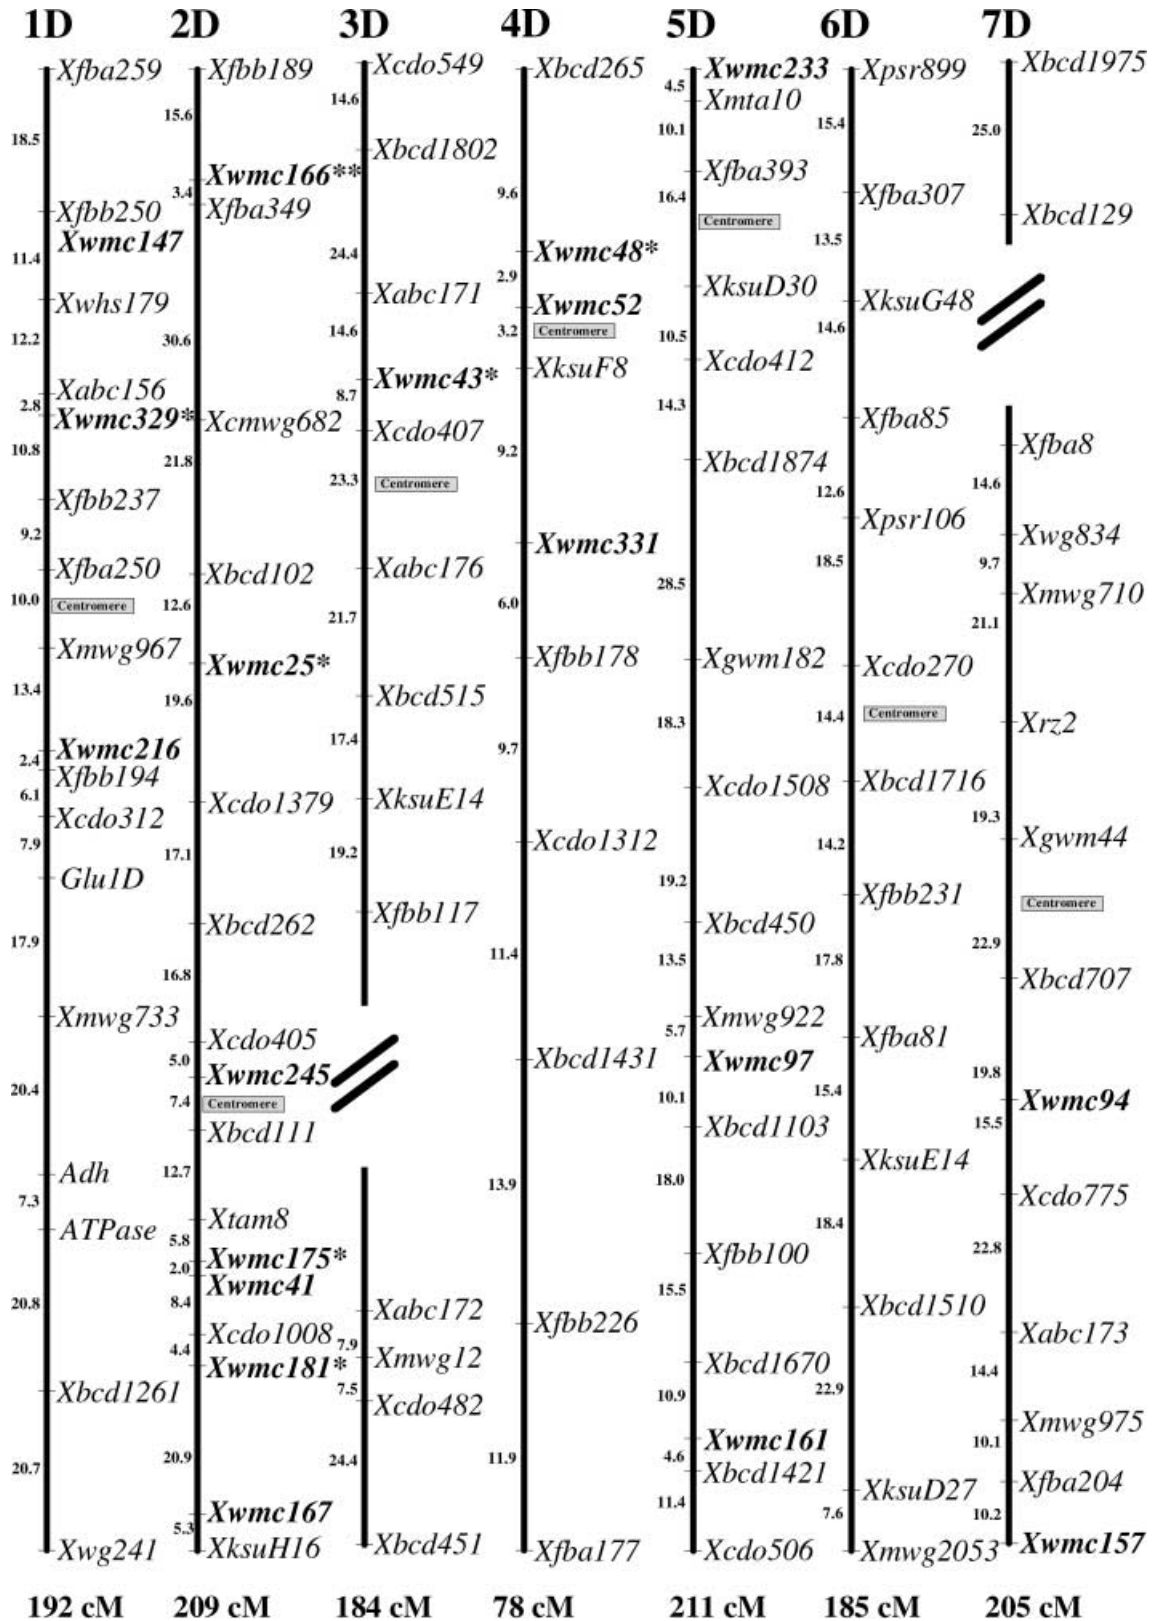 1D
Xfba259
18.5
Xfbb250
Xwmc147
11.4
Xwhs179
12.2
Xabc156
2.8
Xwmc329*
10.8
Xfbb237
9.2
Xfba250
10.0
Centromere
Xmwg967
13.4
Xwmc216
2.4
Xfbb194
6.1
Xcdo312
7.9
Glu1D
17.9
Xmwg733
20.4
Adh
7.3
ATPase
20.8
Xbcd1261
20.7
Xwg241
192 cM
2D
Xfbb189
15.6
Xwmc166**
3.4
Xfba349
30.6
Xcmwg682
21.8
Xbcd102
12.6
Xwmc25*
19.6
Xcdo1379
17.1
Xbcd262
16.8
Xcdo405
5.0
Xwmc245
7.4
Centromere
Xbcd111
12.7
Xtam8
5.8
Xwmc175*
2.0
Xwmc41
8.4
Xcdo1008
4.4
Xwmc181*
20.9
Xwmc167
5.3
XksuH16
209 cM
3D
Xcdo549
14.6
Xbcd1802
24.4
Xabc171
14.6
Xwmc43*
8.7
Xcdo407
23.3
Centromere
Xabc176
21.7
Xbcd515
17.4
XksuE14
19.2
Xfbb117
Xabc172
7.9
Xmwg12
7.5
Xcdo482
24.4
Xbcd451
184 cM
4D
Xbcd265
9.6
Xwmc48*
2.9
Xwmc52
3.2
Centromere
XksuF8
9.2
Xwmc331
6.0
Xfbb178
9.7
Xcdo1312
11.4
Xbcd1431
13.9
Xfbb226
11.9
Xfba177
78 cM
5D
Xwmc233
4.5
Xmta10
10.1
Xfba393
16.4
Centromere
XksuD30
10.5
Xcdo412
14.3
Xbcd1874
28.5
Xgwm182
18.3
Xcdo1508
19.2
Xbcd450
13.5
Xmwg922
5.7
Xwmc97
10.1
Xbcd1103
18.0
Xfbb100
15.5
Xbcd1670
10.9
Xwmc161
4.6
Xbcd1421
11.4
Xcdo506
211 cM
6D
Xpsr899
15.4
Xfba307
13.5
XksuG48
14.6
Xfba85
12.6
Xpsr106
18.5
Xcdo270
14.4
Centromere
Xbcd1716
14.2
Xfbb231
17.8
Xfba81
15.4
XksuE14
18.4
Xbcd1510
22.9
XksuD27
7.6
Xmwg2053
185 cM
7D
Xbcd1975
25.0
Xbcd129
Xfba8
14.6
Xwg834
9.7
Xmwg710
21.1
Xrz2
19.3
Xgwm44
Centromere
22.9
Xbcd707
19.8
Xwmc94
15.5
Xcdo775
22.8
Xabc173
14.4
Xmwg975
10.1
Xfba204
10.2
Xwmc157
205 cM